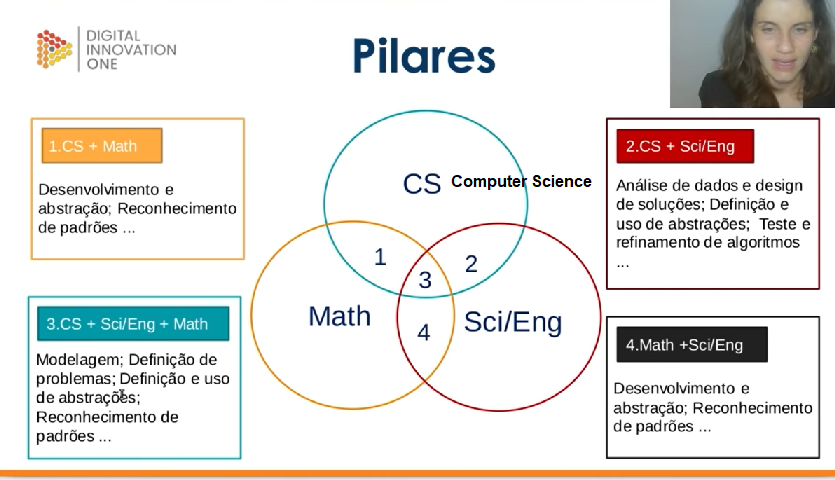 DIGITAL
INNOVATION
ONE
Pilares
1.CS + Math
Desenvolvimento e
abstração; Reconhecimento
de padrões ...
2.CS + Sci/Eng
Análise de dados e design
de soluções; Definição e
uso de abstrações; Teste e
refinamento de algoritmos
...
CS Computer Science
1
2
3
Math
4
Sci/Eng
3.CS + Sci/Eng + Math
Modelagem; Definição de
problemas; Definição e uso
de abstrações;
Reconhecimento de
padrões ...
4.Math +Sci/Eng
Desenvolvimento e
abstração; Reconhecimento
de padrões ...